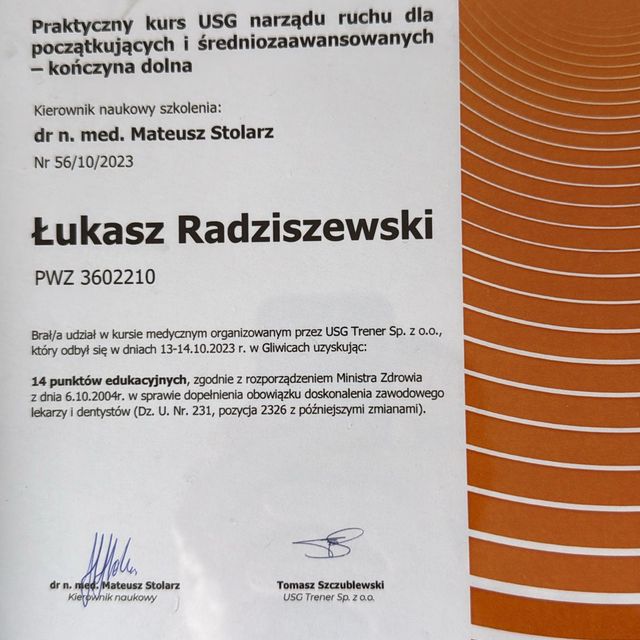 Praktyczny kurs USG narządu ruchu dla
początkujących i średniozaawansowanych
– kończyna dolna
Kierownik naukowy szkolenia:
dr n. med. Mateusz Stolarz
Nr 56/10/2023
Łukasz Radziszewski
PWZ 3602210
Brał/a udział w kursie medycznym organizowanym przez USG Trener Sp. z o.o.,
który odbył się w dniach 13-14.10.2023 r. w Gliwicach uzyskując:
14 punktów edukacyjnych, zgodnie z rozporządzeniem Ministra Zdrowia
z dnia 6.10.2004r. w sprawie dopełnienia obowiązku doskonalenia zawodowego
lekarzy i dentystów (Dz. U. Nr. 231, pozycja 2326 z późniejszymi zmianami).
dr n. med. Mateusz Stolarz
Kierownik naukowy
Tomasz Szczublewski
USG Trener Sp. z o.o.